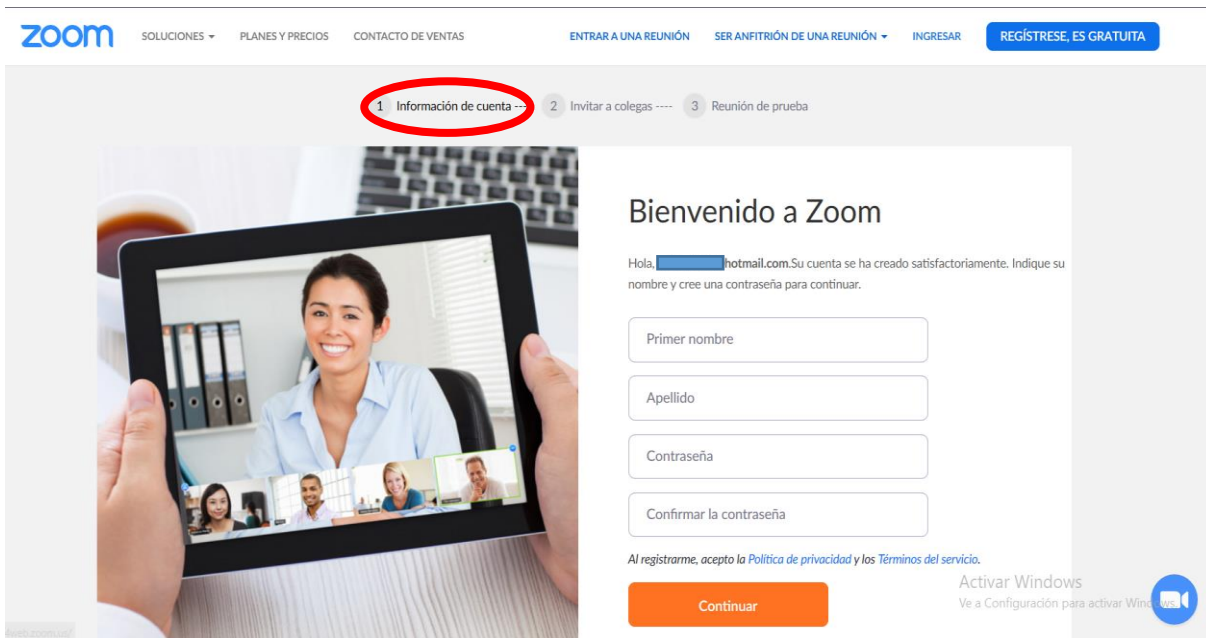 zoom SOLUCIONES PLANES Y PRECIOS CONTACTO DE VENTAS ENTRAR A UNA REUNIÓN SER ANFITRIÓN DE UNA REUNIÓN INGRESAR REGÍSTRESE, ES GRATUITA
1 Información de cuenta --- 2 Invitar a colegas ---- 3 Reunión de prueba
Bienvenido a Zoom
Hola, hotmail.com.Su cuenta se ha creado satisfactoriamente. Indique su
nombre y cree una contraseña para continuar.
Primer nombre
Apellido
Contraseña
Confirmar la contraseña
Al registrarme, acepto la Política de privacidad y los Términos del servicio.
Continuar
Activar Windows
Ve a Configuración para activar Windows.